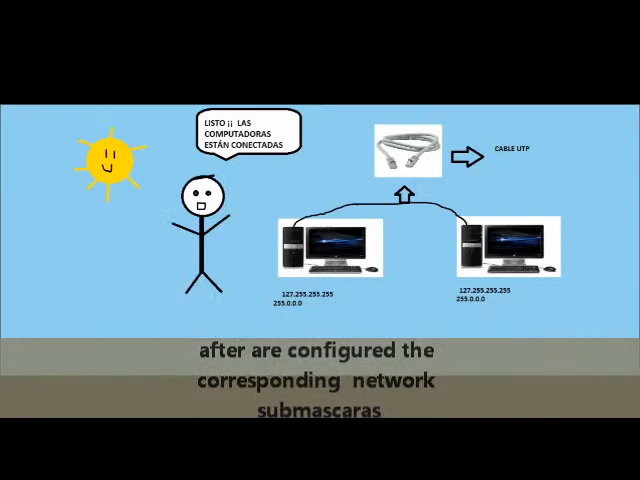 LISTO ¡¡ LAS
COMPUTADORAS
ESTÁN CONECTADAS
CABLE UTP
127.255.255.255
255.0.0.0
127.255.255.255
255.0.0.0
after are configured the
corresponding network
submascaras